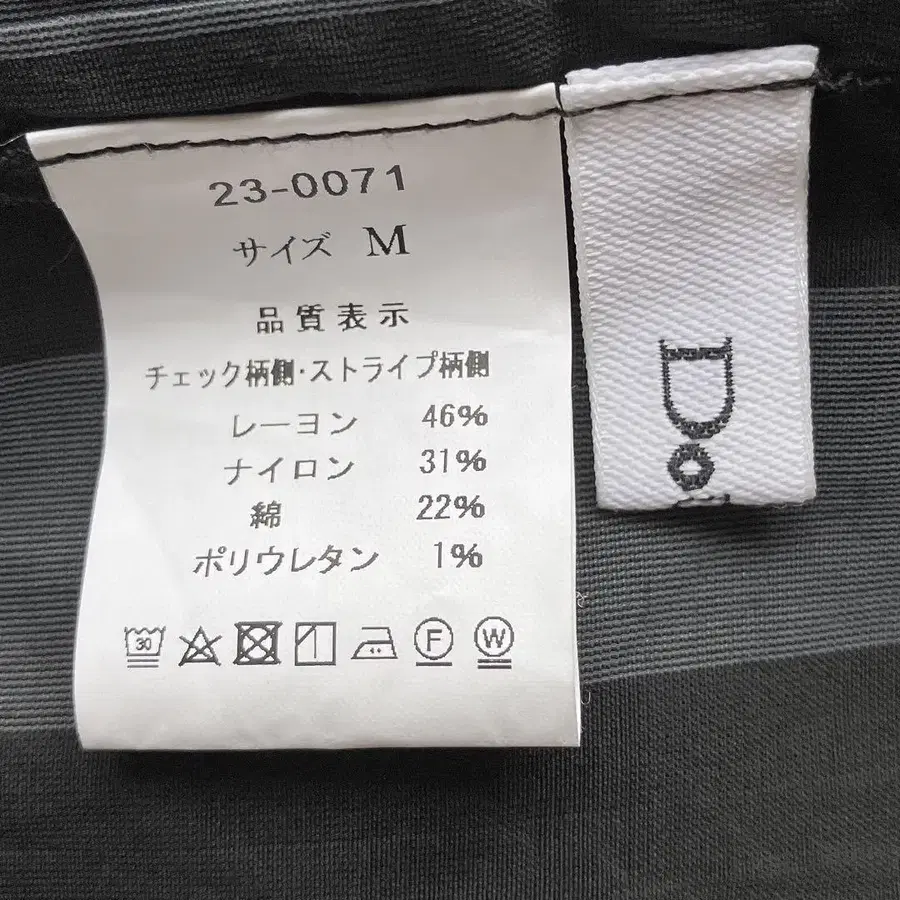 23-0071
サイズ M
品質表示
チェック柄側·ストライプ柄側
レーヨン 46%
ナイロン 31%
綿 22%
ポリウレタン 1%
30
F
W